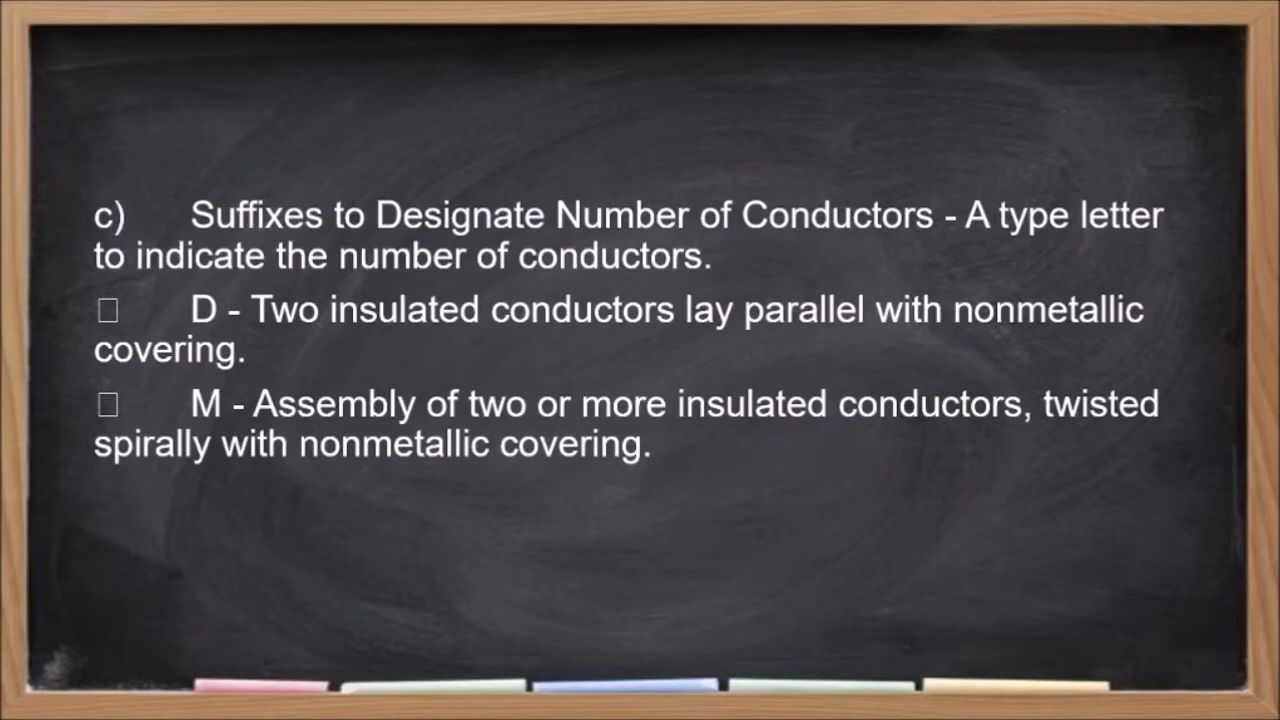 c) Suffixes to Designate Number of Conductors - A type letter
to indicate the number of conductors.
□ D - Two insulated conductors lay parallel with nonmetallic
covering.
□ M - Assembly of two or more insulated conductors, twisted
spirally with nonmetallic covering.